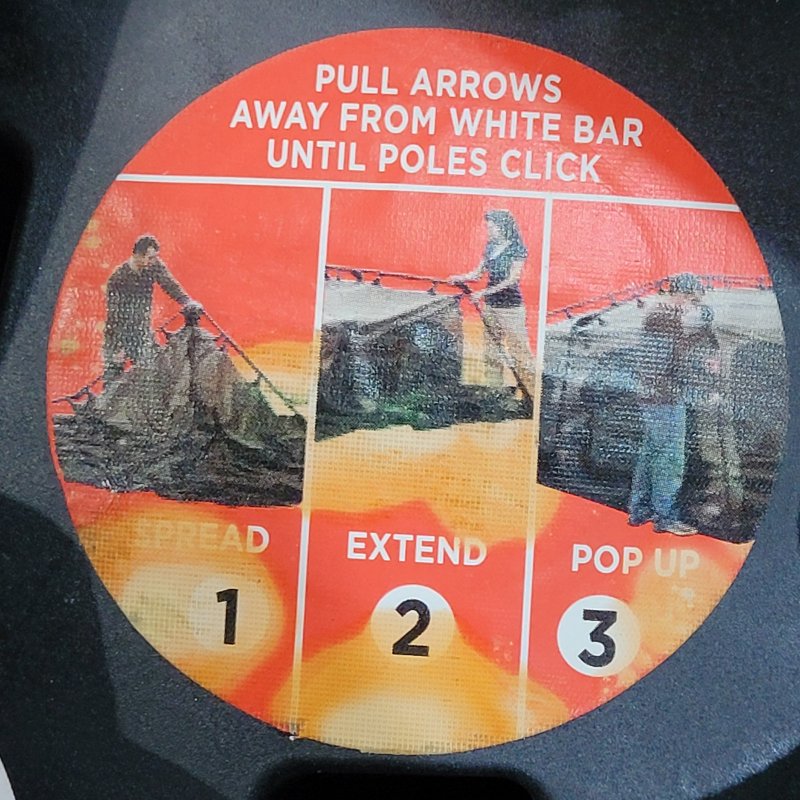 PULL ARROWS
AWAY FROM WHITE BAR
UNTIL POLES CLICK
SPREAD
EXTEND
POP UP
1
2
3